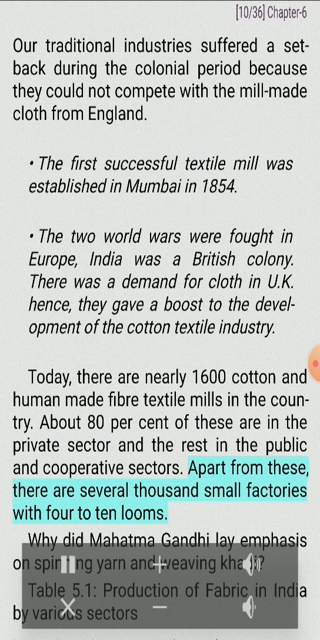 [10/36] Chapter-6
Our traditional industries suffered a set-
back during the colonial period because
they could not compete with the mill-made
cloth from England.
• The first successful textile mill was
established in Mumbai in 1854.
• The two world wars were fought in
Europe, India was a British colony.
There was a demand for cloth in U.K.
hence, they gave a boost to the devel-
opment of the cotton textile industry.
Today, there are nearly 1600 cotton and
human made fibre textile mills in the coun-
try. About 80 per cent of these are in the
private sector and the rest in the public
and cooperative sectors. Apart from these,
there are several thousand small factories
with four to ten looms.
Why did Mahatma Gandhi lay emphasis
on spinning yarn and weaving khadi?
Table 5.1: Production of Fabric in India
by various sectors